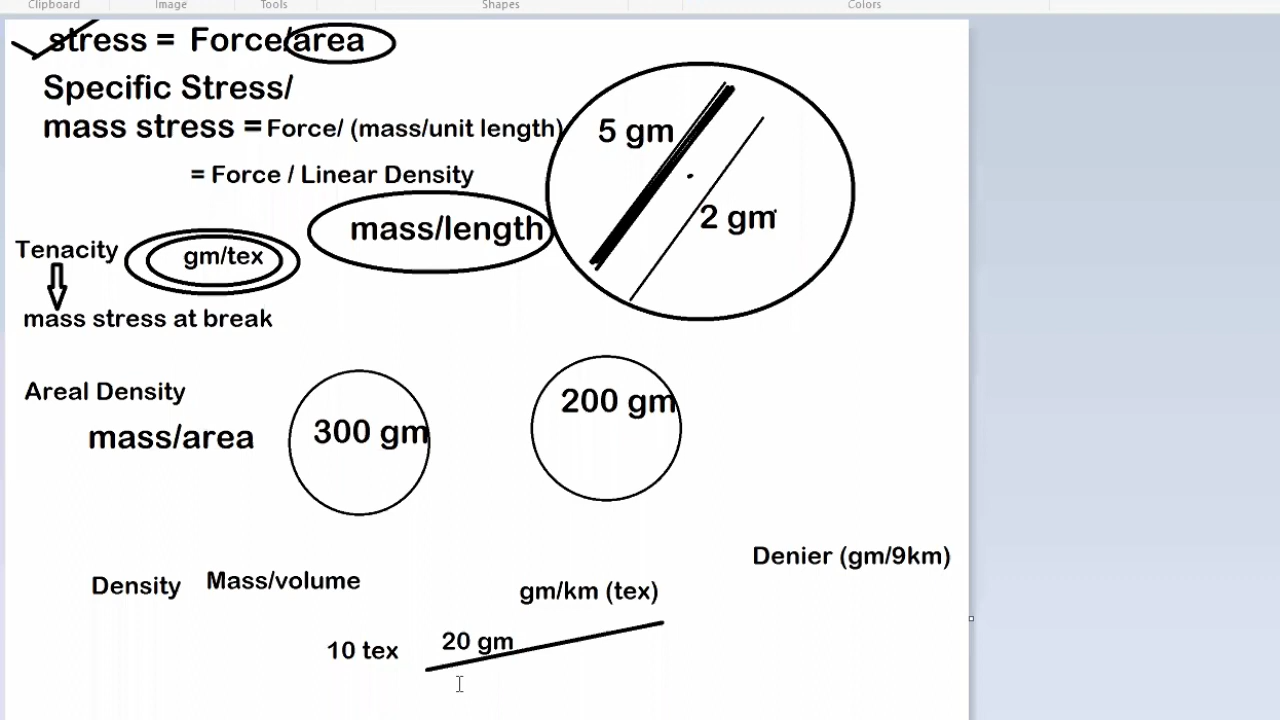 Clipboard Image Tools Shapes Colors
stress = Force/area
Specific Stress/
mass stress = Force/ (mass/unit length)
= Force / Linear Density
5 gm
2 gm
mass/length
Tenacity
gm/tex
mass stress at break
Areal Density
mass/area
300 gm
200 gm
Denier (gm/9km)
Density Mass/volume
gm/km (tex)
10 tex
20 gm